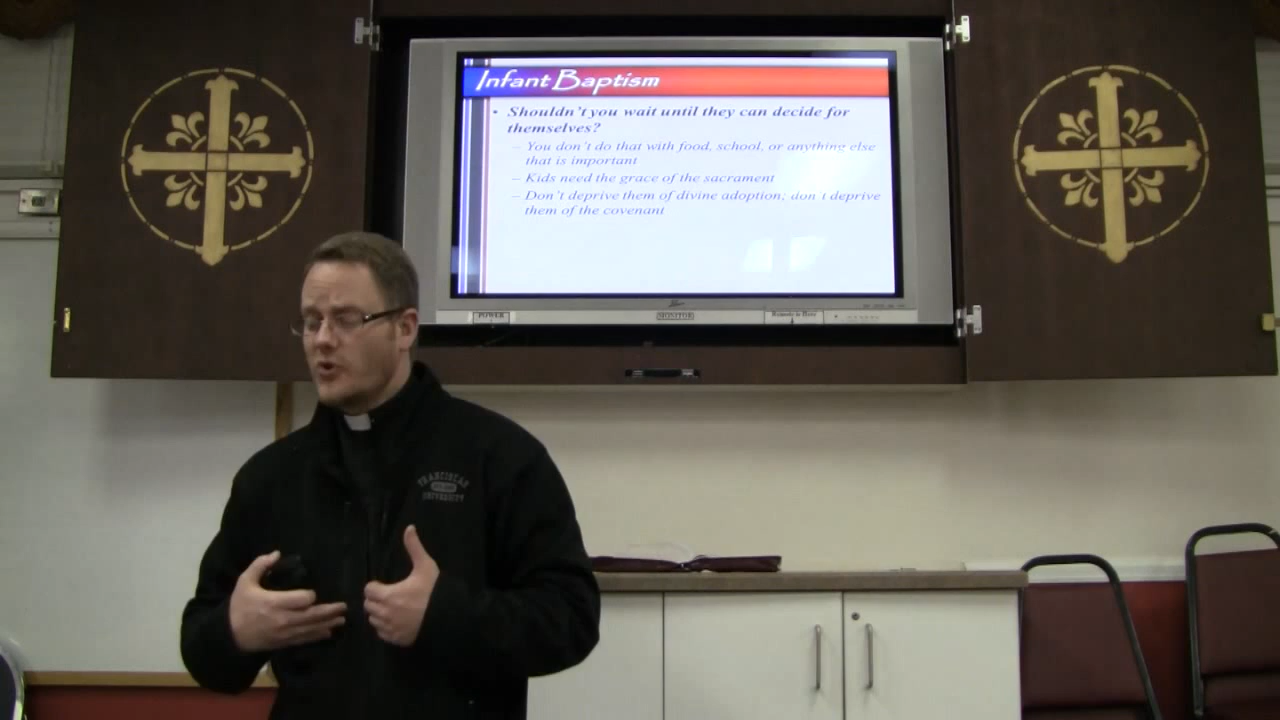 Infant Baptism
• Shouldn't you wait until they can decide for
themselves?
– You don't do that with food, school, or anything else
that is important
– Kids need the grace of the sacrament
– Don't deprive them of divine adoption; don't deprive
them of the covenant
POWER
MONITOR
FRANCISCAN
UNIVERSITY